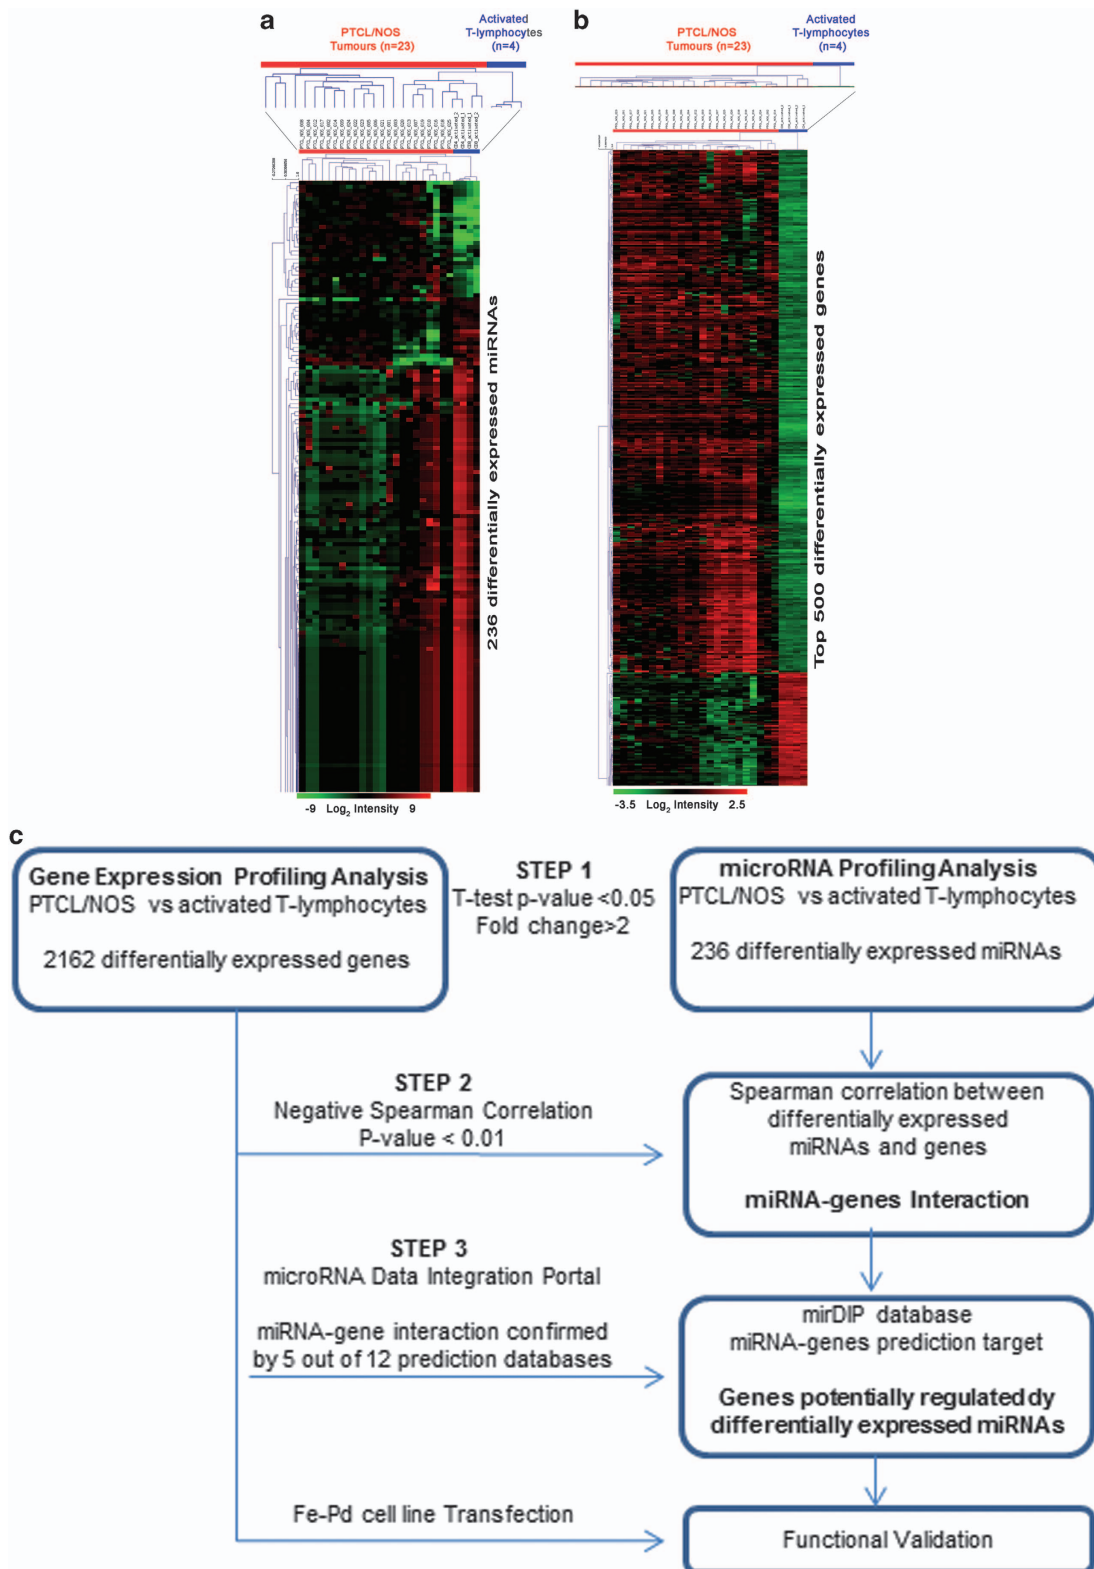 a
PTCL/NOS
Tumours (n=23)
Activated
T-lymphocytes
(n=4)
236 differentially expressed miRNAs
-9 Log2 Intensity 9
b
PTCL/NOS
Tumours (n=23)
Activated
T-lymphocytes
(n=4)
Top 500 differentially expressed genes
-3.5 Log2 Intensity 2.5
c
Gene Expression Profiling Analysis
PTCL/NOS vs activated T-lymphocytes
2162 differentially expressed genes
STEP 1
T-test p-value <0.05
Fold change>2
microRNA Profiling Analysis
PTCL/NOS vs activated T-lymphocytes
236 differentially expressed miRNAs
STEP 2
Negative Spearman Correlation
P-value < 0.01
Spearman correlation between
differentially expressed
miRNAs and genes
miRNA-genes Interaction
STEP 3
microRNA Data Integration Portal
miRNA-gene interaction confirmed
by 5 out of 12 prediction databases
mirDIP database
miRNA-genes prediction target
Genes potentially regulated dy
differentially expressed miRNAs
Fe-Pd cell line Transfection
Functional Validation